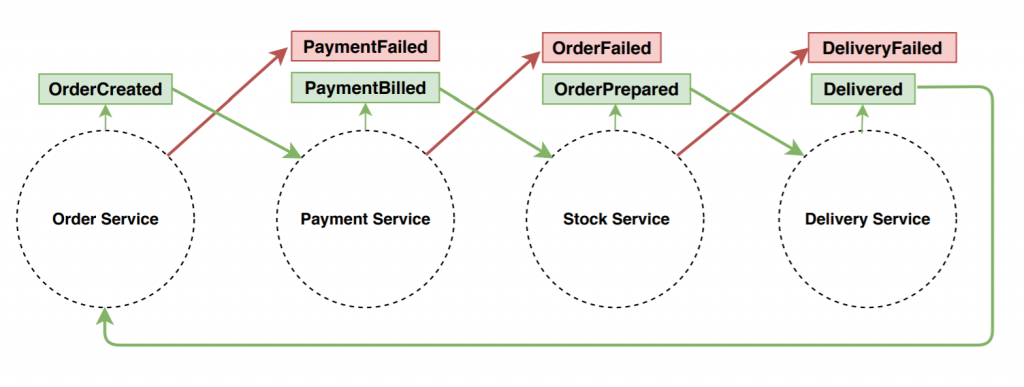 PaymentFailed
OrderFailed
DeliveryFailed
OrderCreated
PaymentBilled
OrderPrepared
Delivered
Order Service
Payment Service
Stock Service
Delivery Service